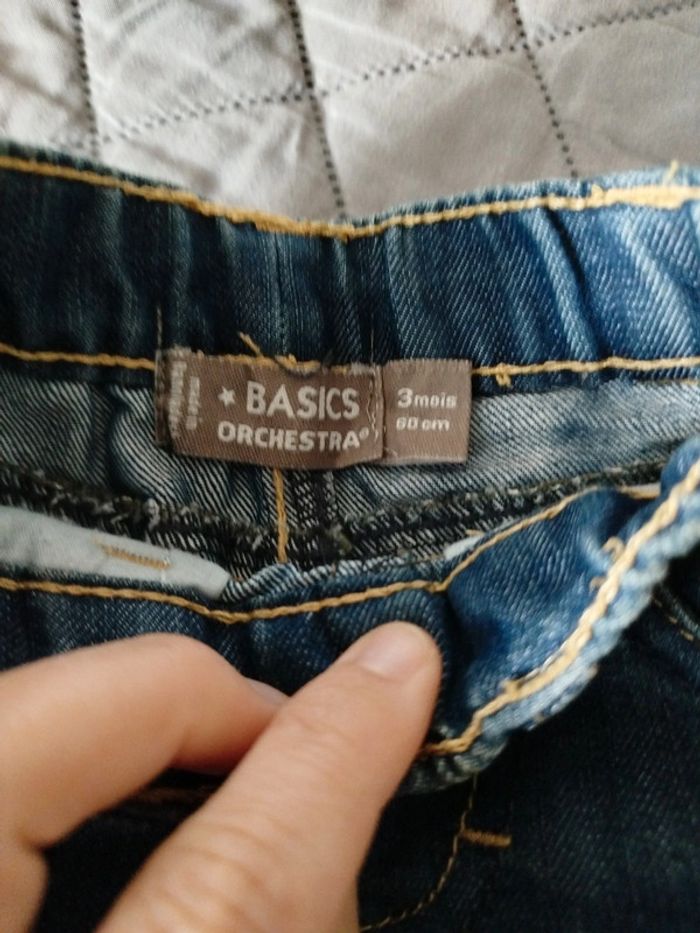 ★ BASICS
ORCHESTRA®
3 mois
60 cm